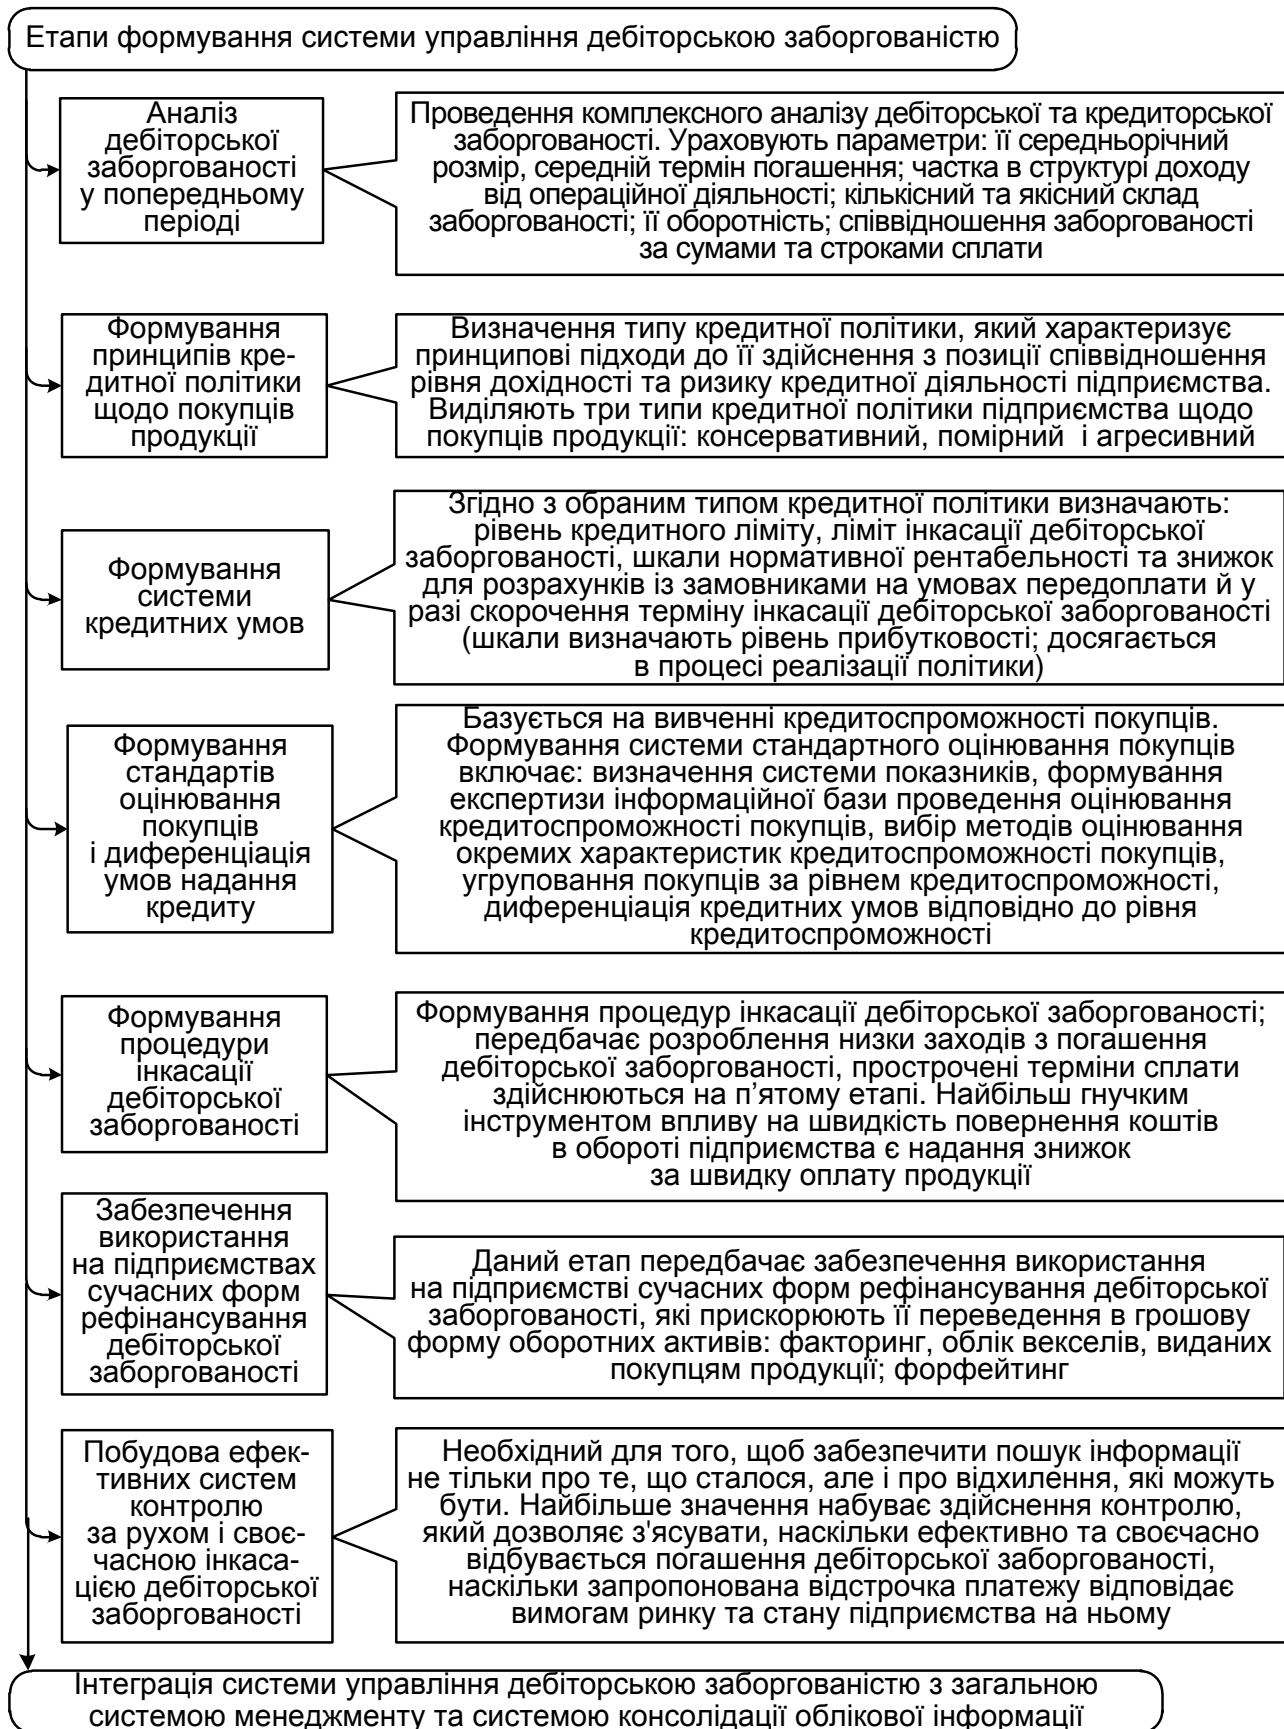 Етапи формування системи управління дебіторською заборгованістю
Аналіз
дебіторської
заборгованості
у попередньому
періоді
Проведення комплексного аналізу дебіторської та кредиторської
заборгованості. Ураховують параметри: її середньорічний
розмір, середній термін погашення; частка в структурі доходу
від операційної діяльності; кількісний та якісний склад
заборгованості; її оборотність; співвідношення заборгованості
за сумами та строками сплати
Формування
принципів кре-
дитної політики
щодо покупців
продукції
Визначення типу кредитної політики, який характеризує
принципові підходи до її здійснення з позиції співвідношення
рівня дохідності та ризику кредитної діяльності підприємства.
Виділяють три типи кредитної політики підприємства щодо
покупців продукції: консервативний, помірний і агресивний
Формування
системи
кредитних умов
Згідно з обраним типом кредитної політики визначають:
рівень кредитного ліміту, ліміт інкасації дебіторської
заборгованості, шкали нормативної рентабельності та знижок
для розрахунків із замовниками на умовах передоплати й у
разі скорочення терміну інкасації дебіторської заборгованості
(шкали визначають рівень прибутковості; досягається
в процесі реалізації політики)
Формування
стандартів
оцінювання
покупців
і диференціація
умов надання
кредиту
Базується на вивченні кредитоспроможності покупців.
Формування системи стандартного оцінювання покупців
включає: визначення системи показників, формування
експертизи інформаційної бази проведення оцінювання
кредитоспроможності покупців, вибір методів оцінювання
окремих характеристик кредитоспроможності покупців,
угруповання покупців за рівнем кредитоспроможності,
диференціація кредитних умов відповідно до рівня
кредитоспроможності
Формування
процедури
інкасації
дебіторської
заборгованості
Формування процедур інкасації дебіторської заборгованості;
передбачає розроблення низки заходів з погашення
дебіторської заборгованості, прострочені терміни сплати
здійснюються на п’ятому етапі. Найбільш гнучким
інструментом впливу на швидкість повернення коштів
в обороті підприємства є надання знижок
за швидку оплату продукції
Забезпечення
використання
на підприємствах
сучасних форм
рефінансування
дебіторської
заборгованості
Даний етап передбачає забезпечення використання
на підприємстві сучасних форм рефінансування дебіторської
заборгованості, які прискорюють її переведення в грошову
форму оборотних активів: факторинг, облік векселів, виданих
покупцям продукції; форфейтинг
Побудова ефек-
тивних систем
контролю
за рухом і своє-
часною інкаса-
цією дебіторської
заборгованості
Необхідний для того, щоб забезпечити пошук інформації
не тільки про те, що сталося, але і про відхилення, які можуть
бути. Найбільше значення набуває здійснення контролю,
який дозволяє з'ясувати, наскільки ефективно та своєчасно
відбувається погашення дебіторської заборгованості,
наскільки запропонована відстрочка платежу відповідає
вимогам ринку та стану підприємства на ньому
Інтеграція системи управління дебіторською заборгованістю з загальною
системою менеджменту та системою консолідації облікової інформації